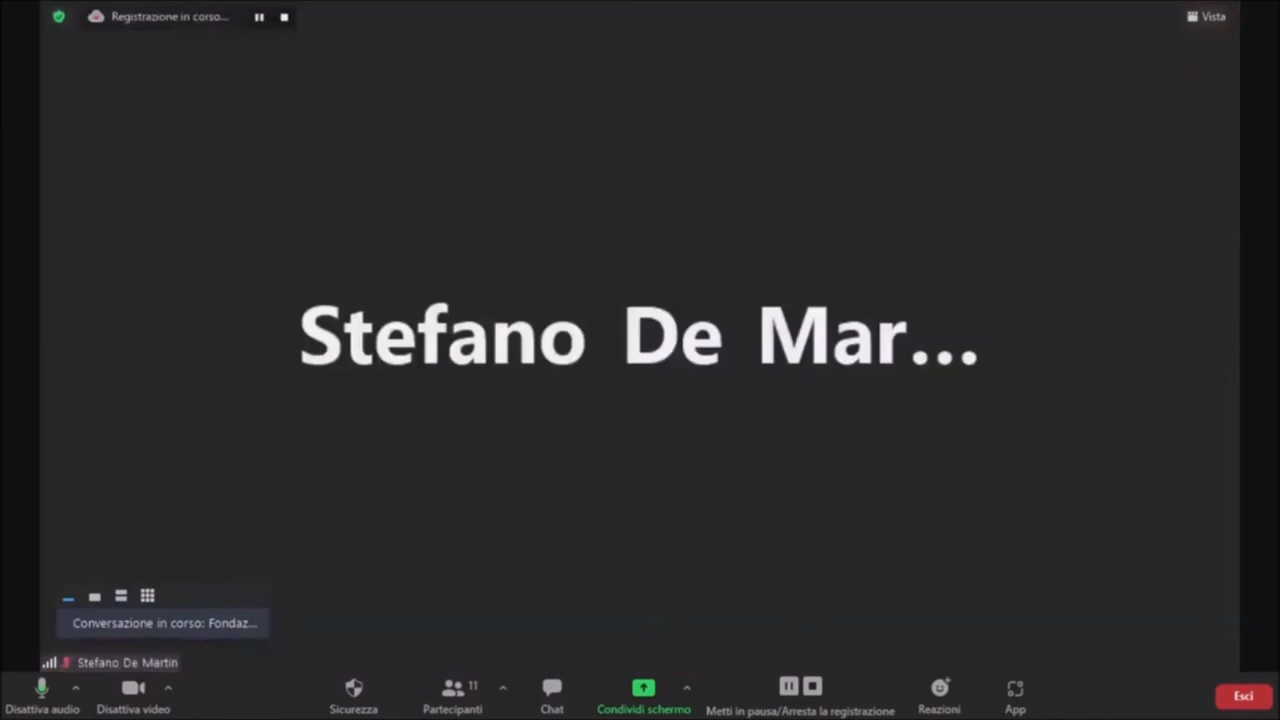 Registrazione in corso...
Vista
Stefano De Mar...
Conversazione in corso: Fondaz...
Stefano De Martin
Disattiva audio
Disattiva video
Sicurezza
11
Partecipanti
Chat
Condividi schermo
Metti in pausa/Arresta la registrazione
Reazioni
App
Esci